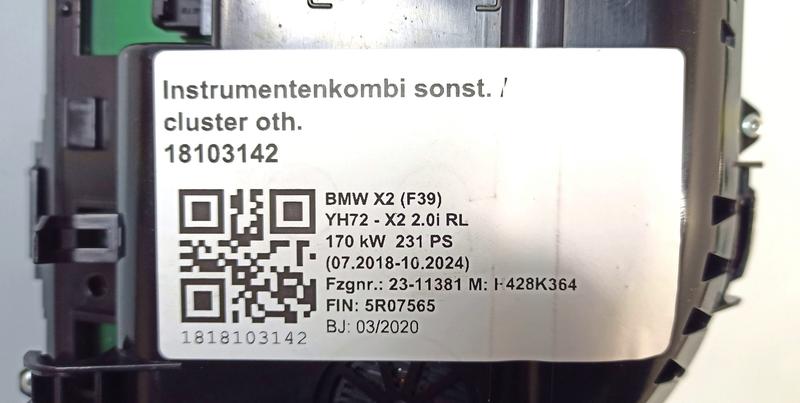 Instrumentenkombi sonst. /
cluster oth.
18103142
BMW X2 (F39)
YH72 - X2 2.0i RL
170 kW 231 PS
(07.2018-10.2024)
Fzgnr.: 23-11381 M: H428K364
FIN: 5R07565
BJ: 03/2020
1818103142